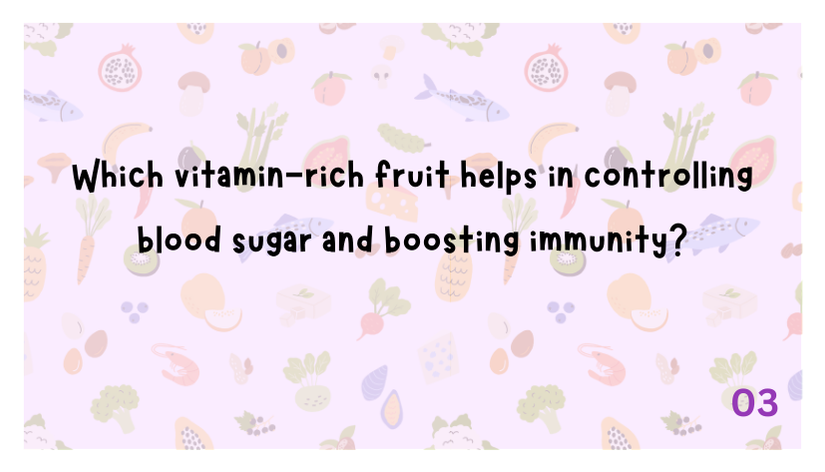 Which vitamin-rich fruit helps in controlling
blood sugar and boosting immunity?
03